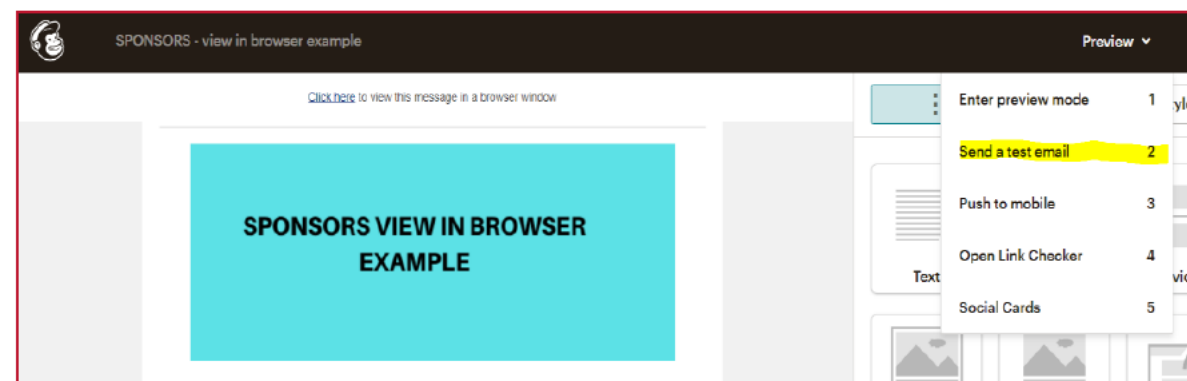 SPONSORS - view in browser example
Preview
Click here to view this message in a browser window
SPONSORS VIEW IN BROWSER
EXAMPLE
Enter preview mode 1
Send a test email 2
Push to mobile 3
Open Link Checker 4
Social Cards 5
Text